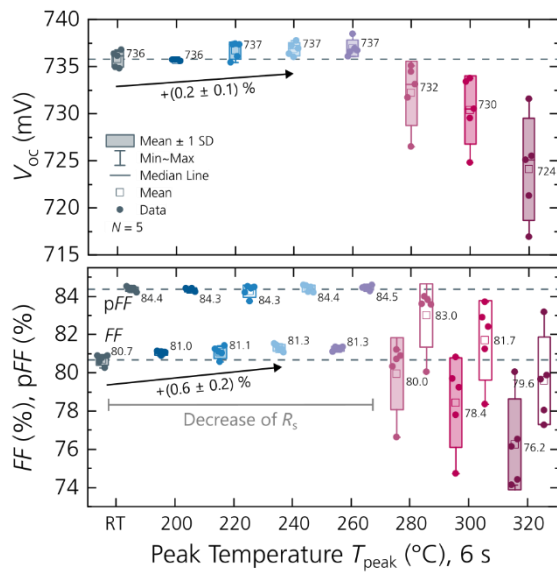 740
735
730
725
720
715
V_oc (mV)
736
736
737
737
737
732
730
724
+(0.2 ± 0.1) %
Mean ± 1 SD
Min~Max
Median Line
Mean
Data
N = 5
84
82
80
78
76
74
FF (%), pFF (%)
pFF
84.4
84.3
84.3
84.4
84.5
83.0
81.7
79.6
FF
80.7
81.0
81.1
81.3
81.3
80.0
78.4
76.2
+(0.6 ± 0.2) %
Decrease of R_s
RT 200 220 240 260 280 300 320
Peak Temperature T_peak (°C), 6 s